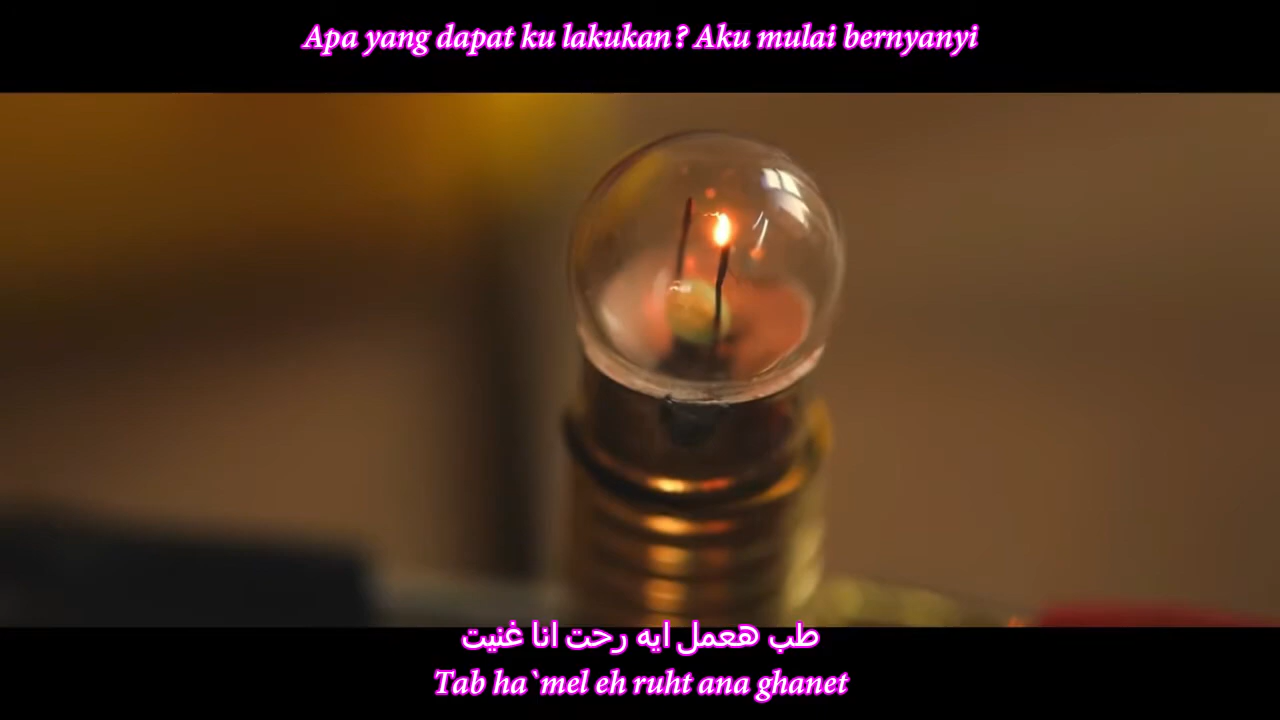 Apa yang dapat ku lakukan? Aku mulai bernyanyi
طب هعمل ايه رحت انا غنيت
Tab ha`mel eh ruht ana ghanet